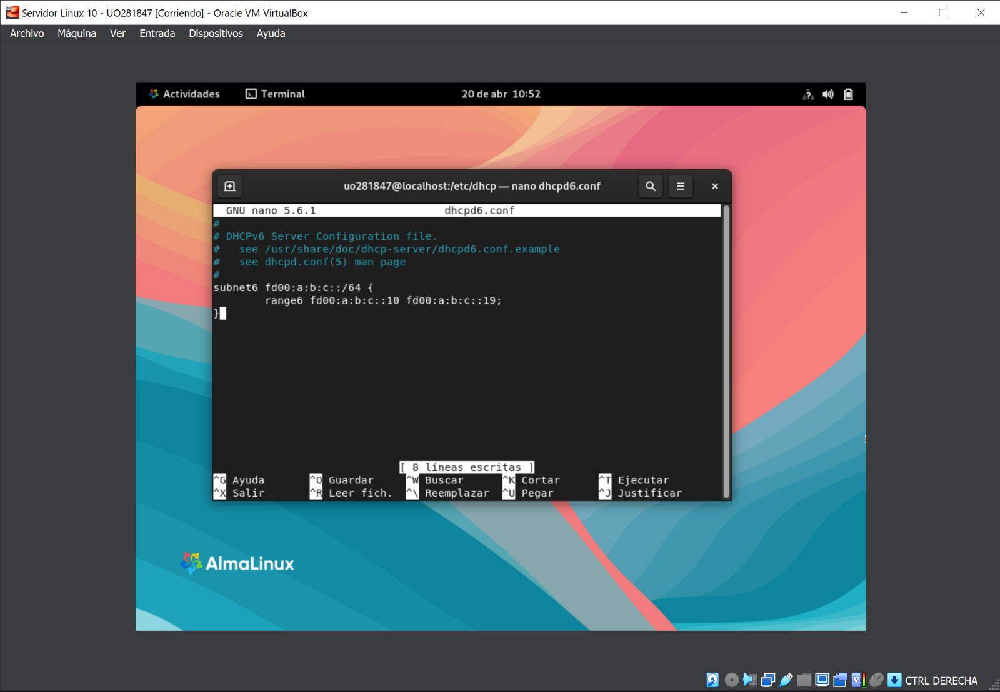 Servidor Linux 10 - UO281847 [Corriendo] - Oracle VM VirtualBox
Archivo Máquina Ver Entrada Dispositivos Ayuda
Actividades Terminal 20 de abr 10:52
uo281847@localhost:/etc/dhcp — nano dhcpd6.conf
GNU nano 5.6.1 dhcpd6.conf
#
# DHCPv6 Server Configuration file.
#   see /usr/share/doc/dhcp-server/dhcpd6.conf.example
#   see dhcpd.conf(5) man page
#
subnet6 fd00:a:b:c::/64 {
        range6 fd00:a:b:c::10 fd00:a:b:c::19;
}
[ 8 líneas escritas ]
^G Ayuda ^O Guardar ^W Buscar ^K Cortar ^T Ejecutar
^X Salir ^R Leer fich. ^\ Reemplazar ^U Pegar ^J Justificar
AlmaLinux
CTRL DERECHA